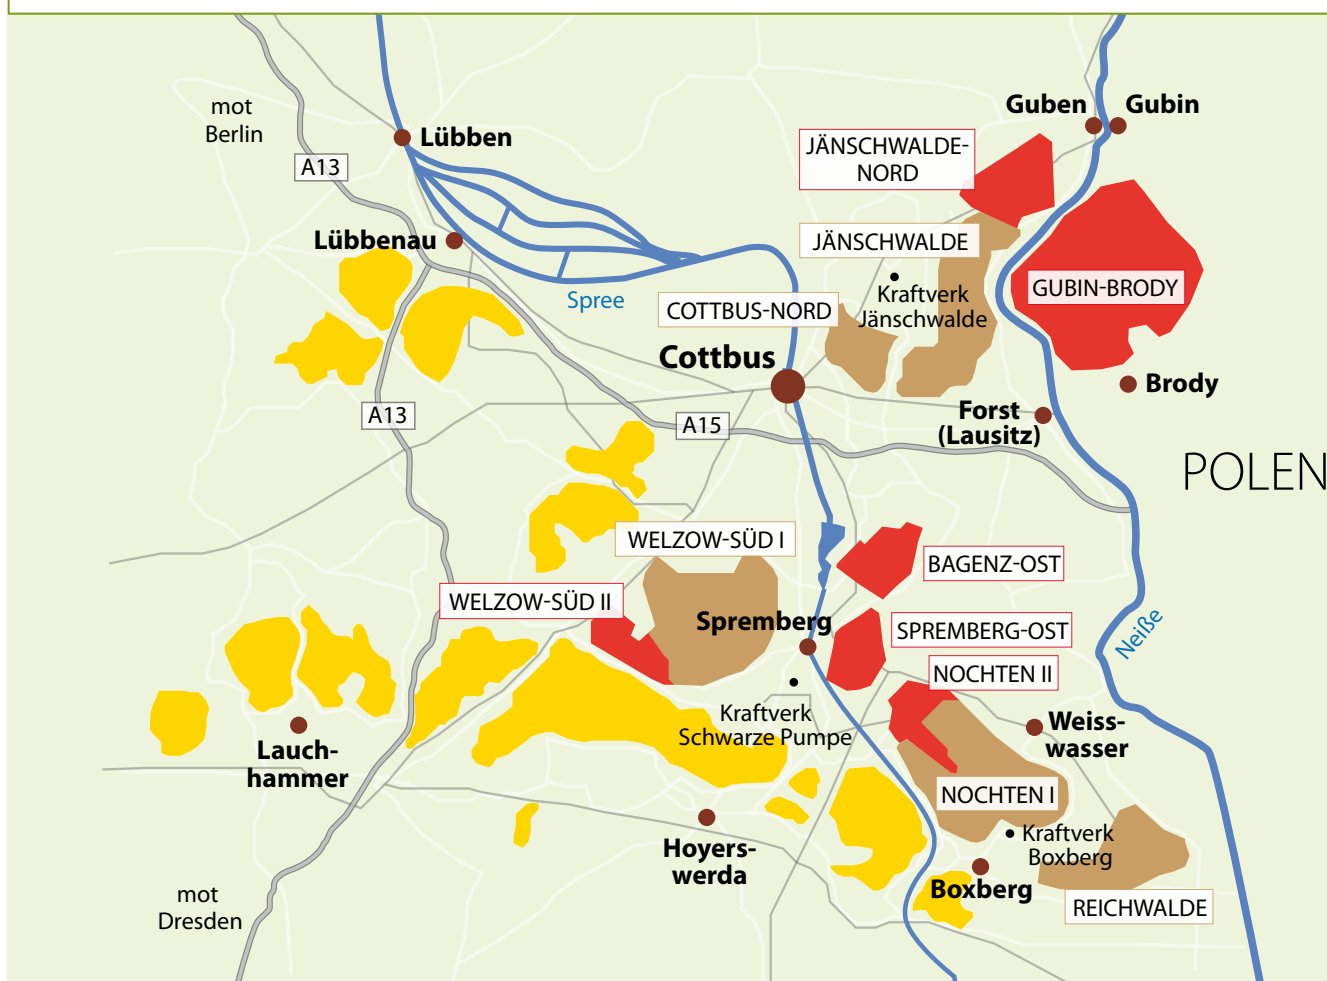 mot
Berlin
A13
Lübben
Guben
Gubin
JÄNSCHWALDE-
NORD
Lübbenau
JÄNSCHWALDE
Kraftverk
Jänschwalde
GUBIN-BRODY
Spree
COTTBUS-NORD
Cottbus
Brody
A13
A15
Forst
(Lausitz)
POLEN
WELZOW-SÜD I
BAGENZ-OST
WELZOW-SÜD II
Spremberg
SPREMBERG-OST
Neiße
NOCHTEN II
Kraftverk
Schwarze Pumpe
Weiss-
wasser
Lauch-
hammer
NOCHTEN I
Kraftverk
Boxberg
Hoyers-
werda
Boxberg
REICHWALDE
mot
Dresden